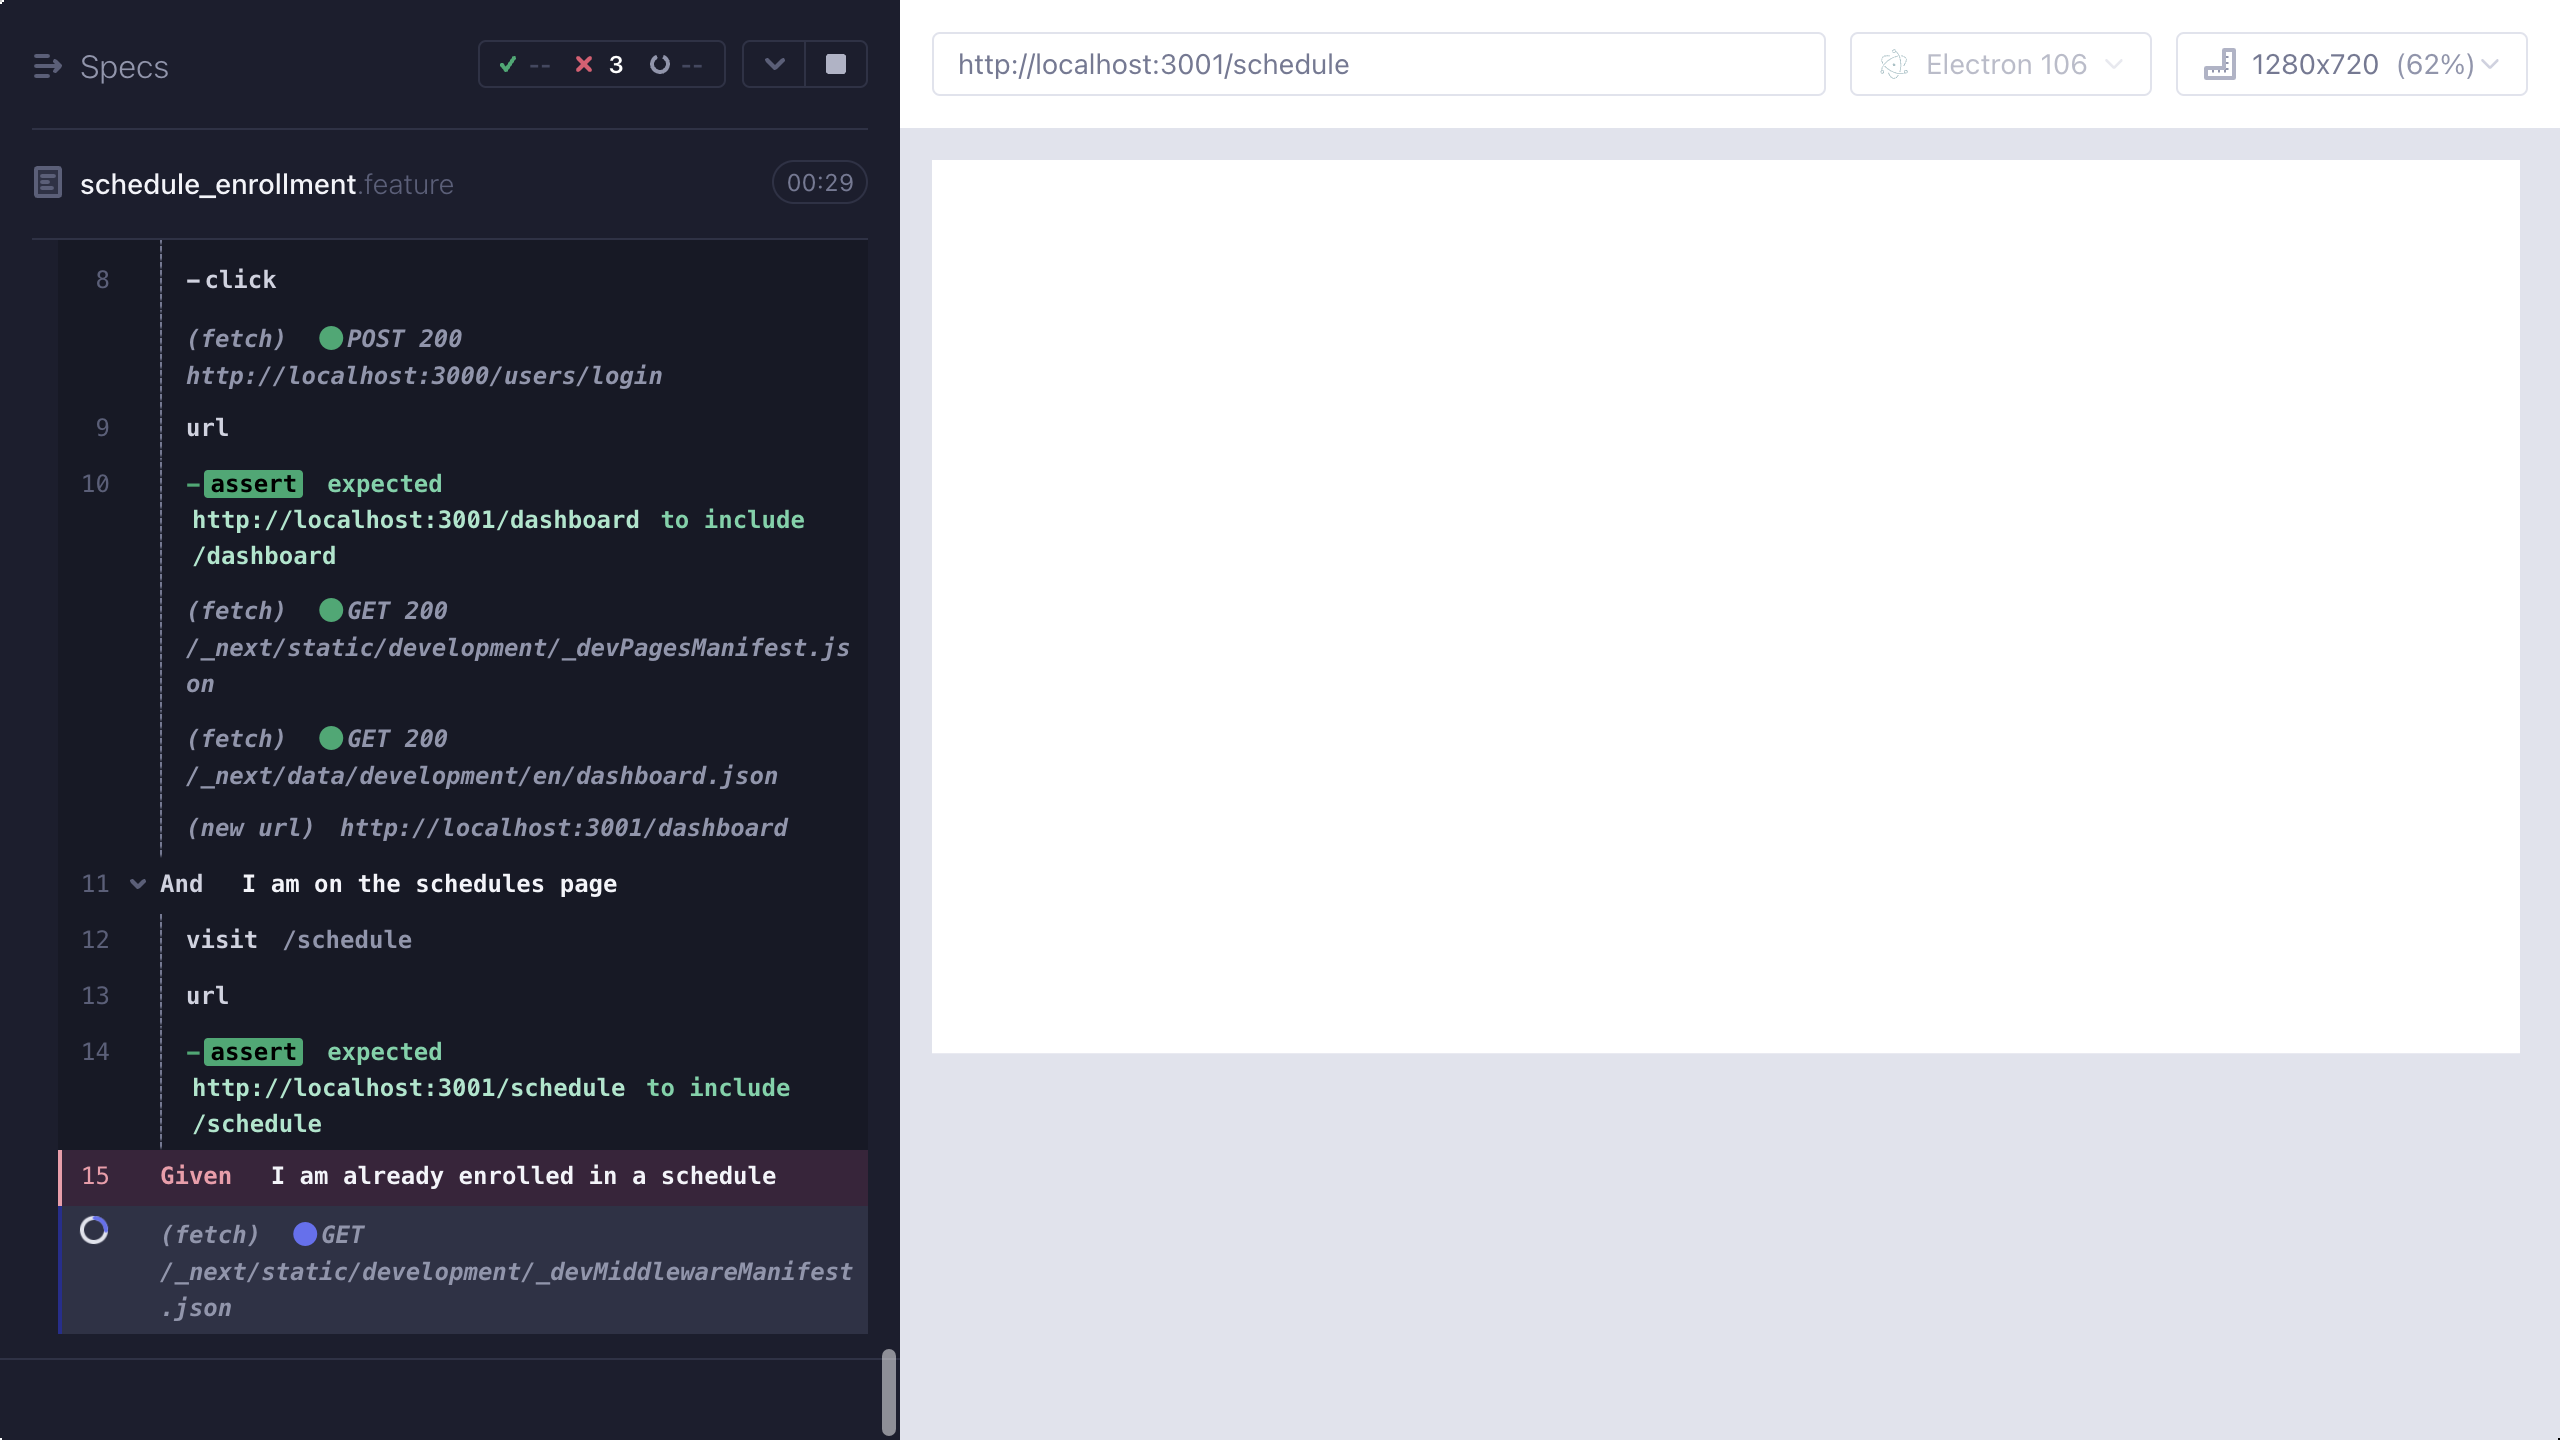 Specs
-- 3 --
schedule_enrollment.feature 00:29
8 -click
(fetch) POST 200
http://localhost:3000/users/login
9 url
10 -assert expected
http://localhost:3001/dashboard to include
/dashboard
(fetch) GET 200
/_next/static/development/_devPagesManifest.js
on
(fetch) GET 200
/_next/data/development/en/dashboard.json
(new url) http://localhost:3001/dashboard
11 And I am on the schedules page
12 visit /schedule
13 url
14 -assert expected
http://localhost:3001/schedule to include
/schedule
15 Given I am already enrolled in a schedule
(fetch) GET
/_next/static/development/_devMiddlewareManifest
.json
http://localhost:3001/schedule
Electron 106
1280x720 (62%)